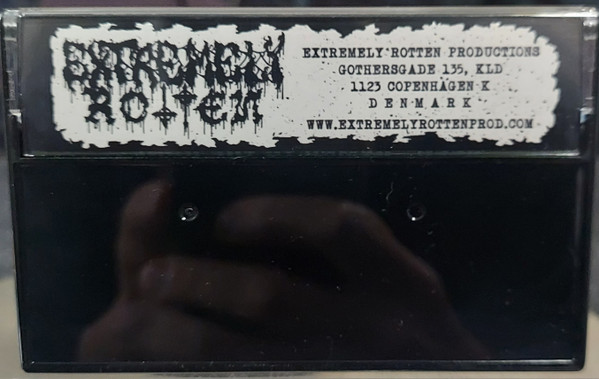 EXTREMELY
ROTTEN
EXTREMELY ROTTEN PRODUCTIONS
GOTHERSGADE 135, KLD
1123 COPENHAGEN K
DENMARK
WWW.EXTREMELYROTTENPROD.COM